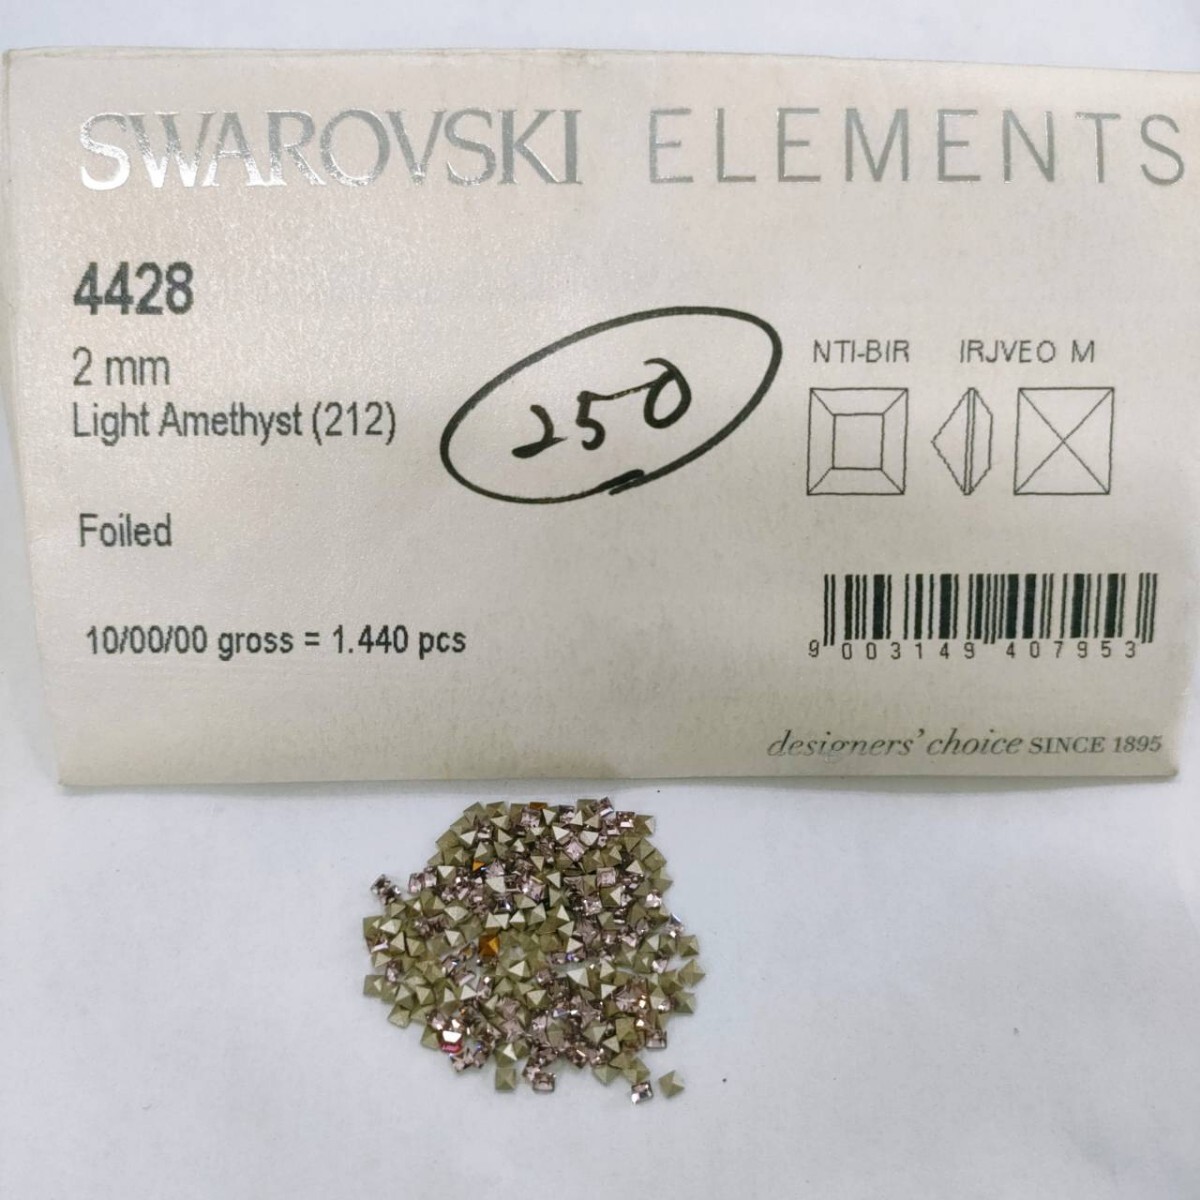 SWAROVSKI ELEMENTS
4428
2 mm
Light Amethyst (212)
250
NTI-BIR IRJVEO M
Foiled
10/00/00 gross = 1.440 pcs
9 003149 407953
designers' choice SINCE 1895